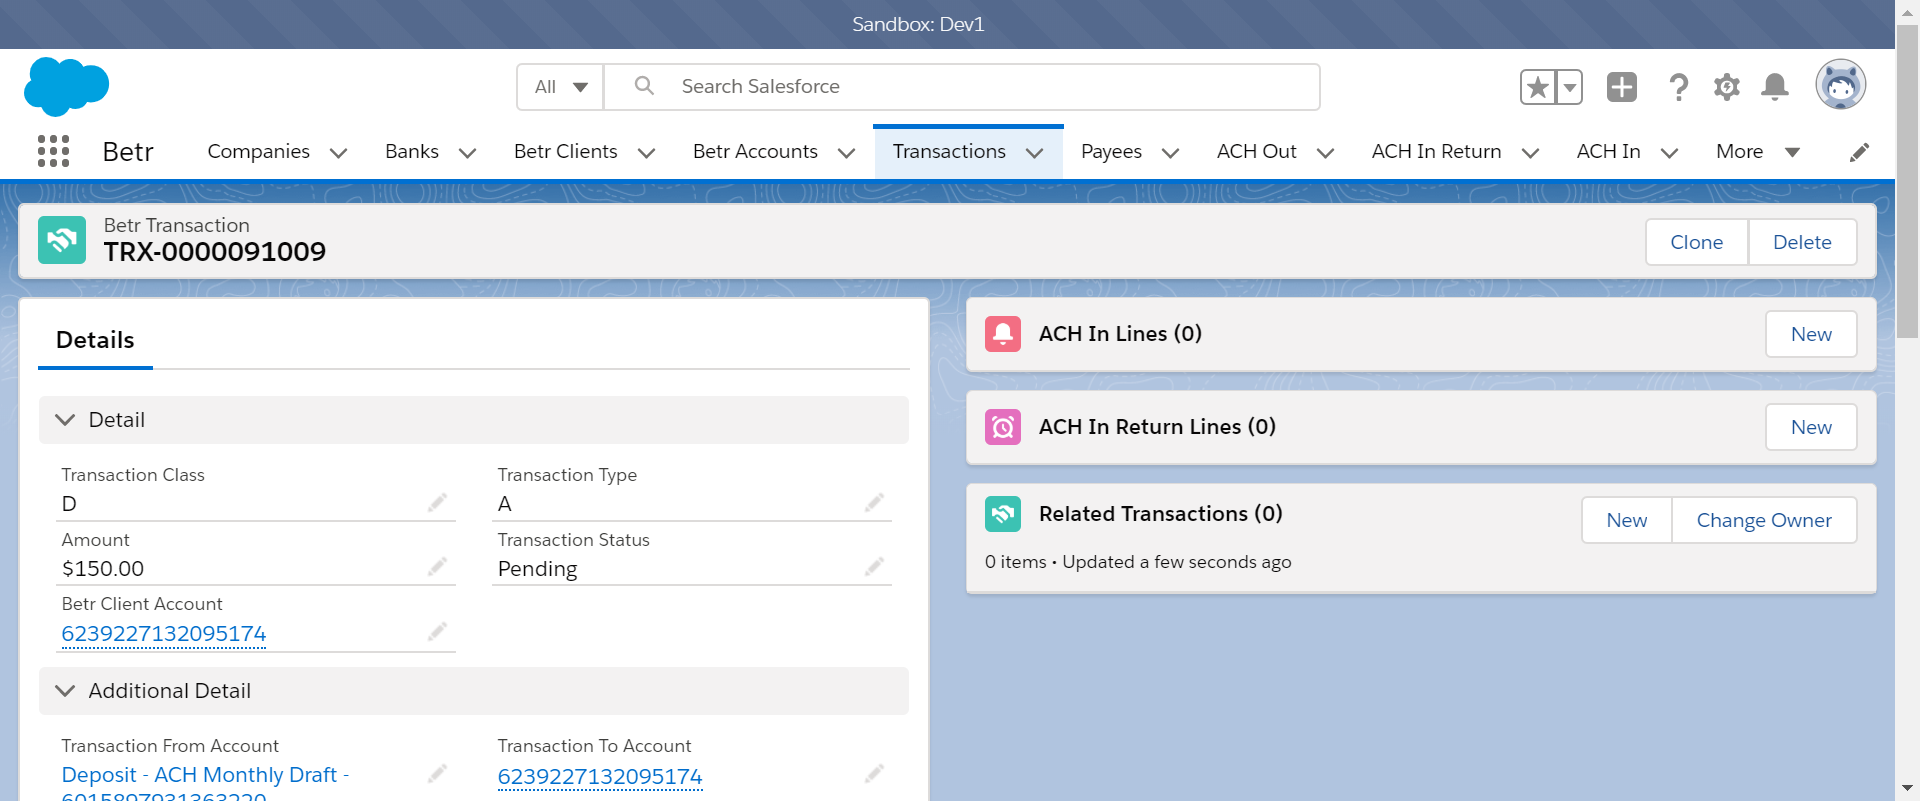 Sandbox: Dev1
All
Search Salesforce
Betr
Companies
Banks
Betr Clients
Betr Accounts
Transactions
Payees
ACH Out
ACH In Return
ACH In
More
Betr Transaction
TRX-0000091009
Clone
Delete
Details
Detail
Transaction Class
D
Transaction Type
A
Amount
$150.00
Transaction Status
Pending
Betr Client Account
6239227132095174
Additional Detail
Transaction From Account
Deposit - ACH Monthly Draft -
6015897931363220
Transaction To Account
6239227132095174
ACH In Lines (0)
New
ACH In Return Lines (0)
New
Related Transactions (0)
New
Change Owner
0 items • Updated a few seconds ago